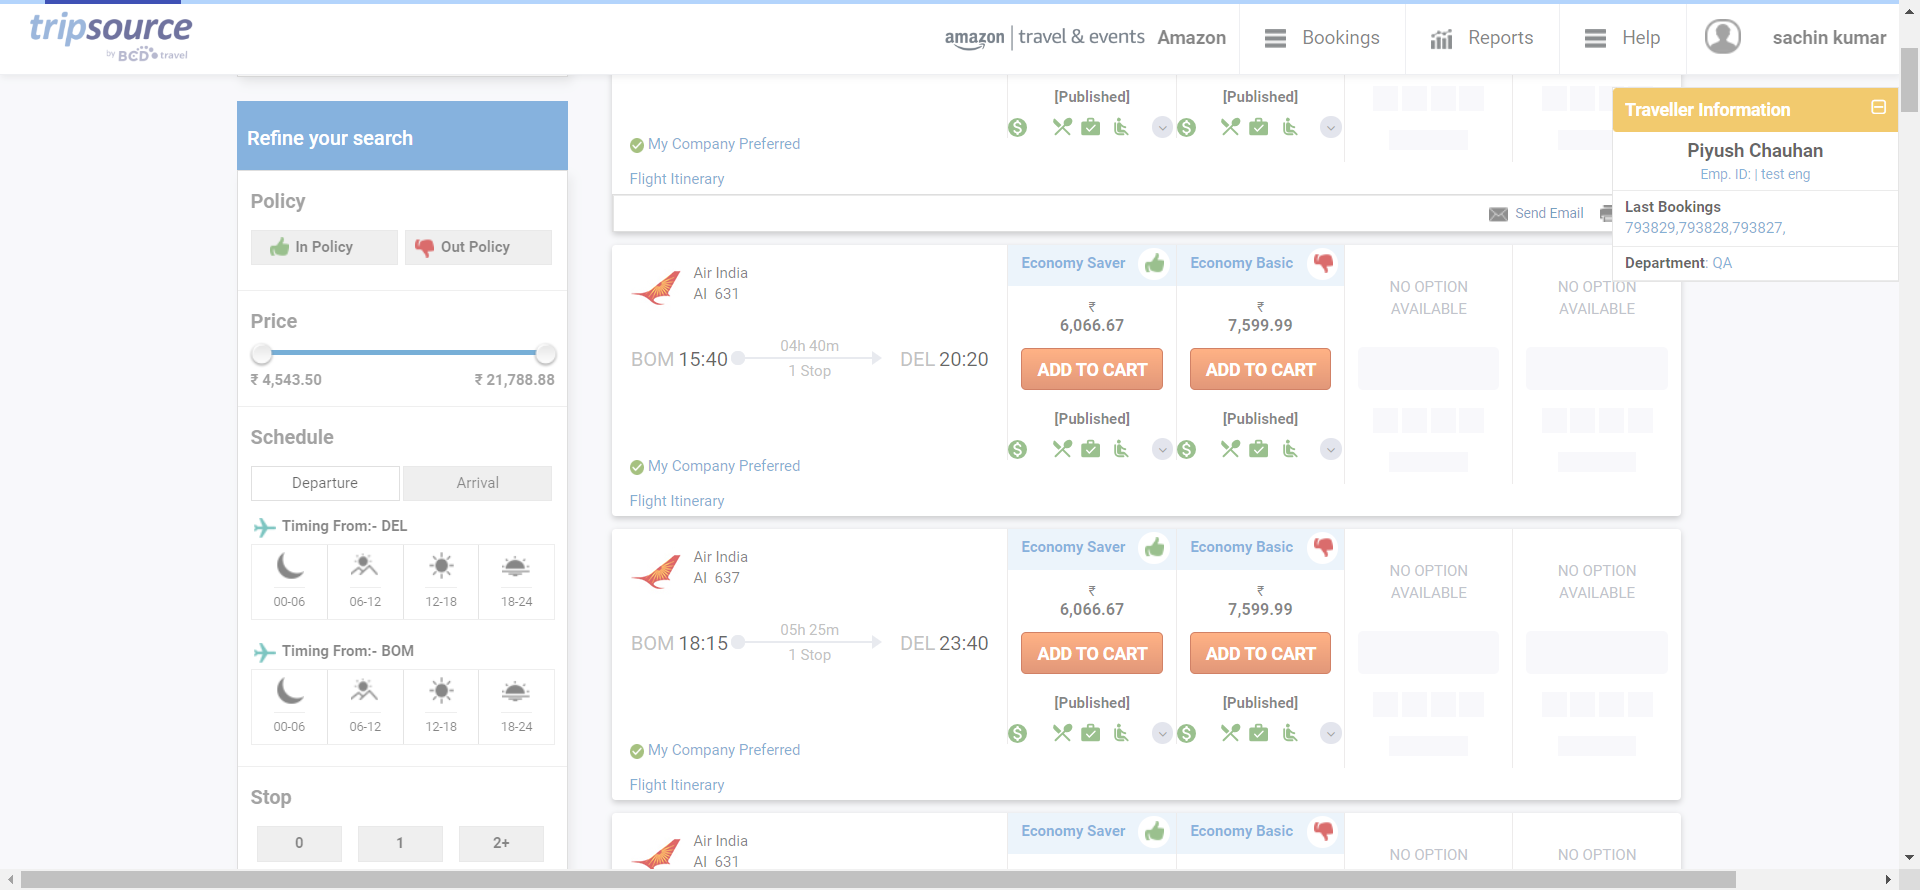 tripsource
by BCD travel
amazon | travel & events Amazon
Bookings
Reports
Help
sachin kumar
Refine your search
Policy
In Policy
Out Policy
Price
₹ 4,543.50
₹ 21,788.88
Schedule
Departure
Arrival
Timing From:- DEL
00-06
06-12
12-18
18-24
Timing From:- BOM
00-06
06-12
12-18
18-24
Stop
0
1
2+
[Published]
[Published]
My Company Preferred
Flight Itinerary
Send Email
Traveller Information
Piyush Chauhan
Emp. ID: | test eng
Last Bookings
793829,793828,793827,
Department: QA
Air India
AI 631
BOM 15:40
04h 40m
1 Stop
DEL 20:20
My Company Preferred
Flight Itinerary
Economy Saver
₹
6,066.67
ADD TO CART
[Published]
Economy Basic
₹
7,599.99
ADD TO CART
[Published]
NO OPTION
AVAILABLE
NO OPTION
AVAILABLE
Air India
AI 637
BOM 18:15
05h 25m
1 Stop
DEL 23:40
My Company Preferred
Flight Itinerary
Economy Saver
₹
6,066.67
ADD TO CART
[Published]
Economy Basic
₹
7,599.99
ADD TO CART
[Published]
NO OPTION
AVAILABLE
NO OPTION
AVAILABLE
Air India
AI 631
Economy Saver
Economy Basic
NO OPTION
NO OPTION